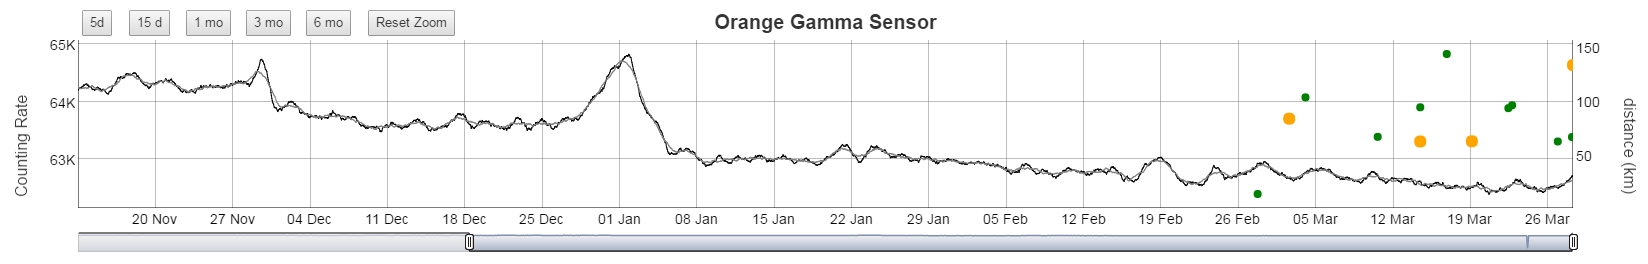 5d 15 d 1 mo 3 mo 6 mo Reset Zoom Orange Gamma Sensor
65K 150
64K 100
63K 50
Counting Rate
distance (km)
20 Nov 27 Nov 04 Dec 11 Dec 18 Dec 25 Dec 01 Jan 08 Jan 15 Jan 22 Jan 29 Jan 05 Feb 12 Feb 19 Feb 26 Feb 05 Mar 12 Mar 19 Mar 26 Mar